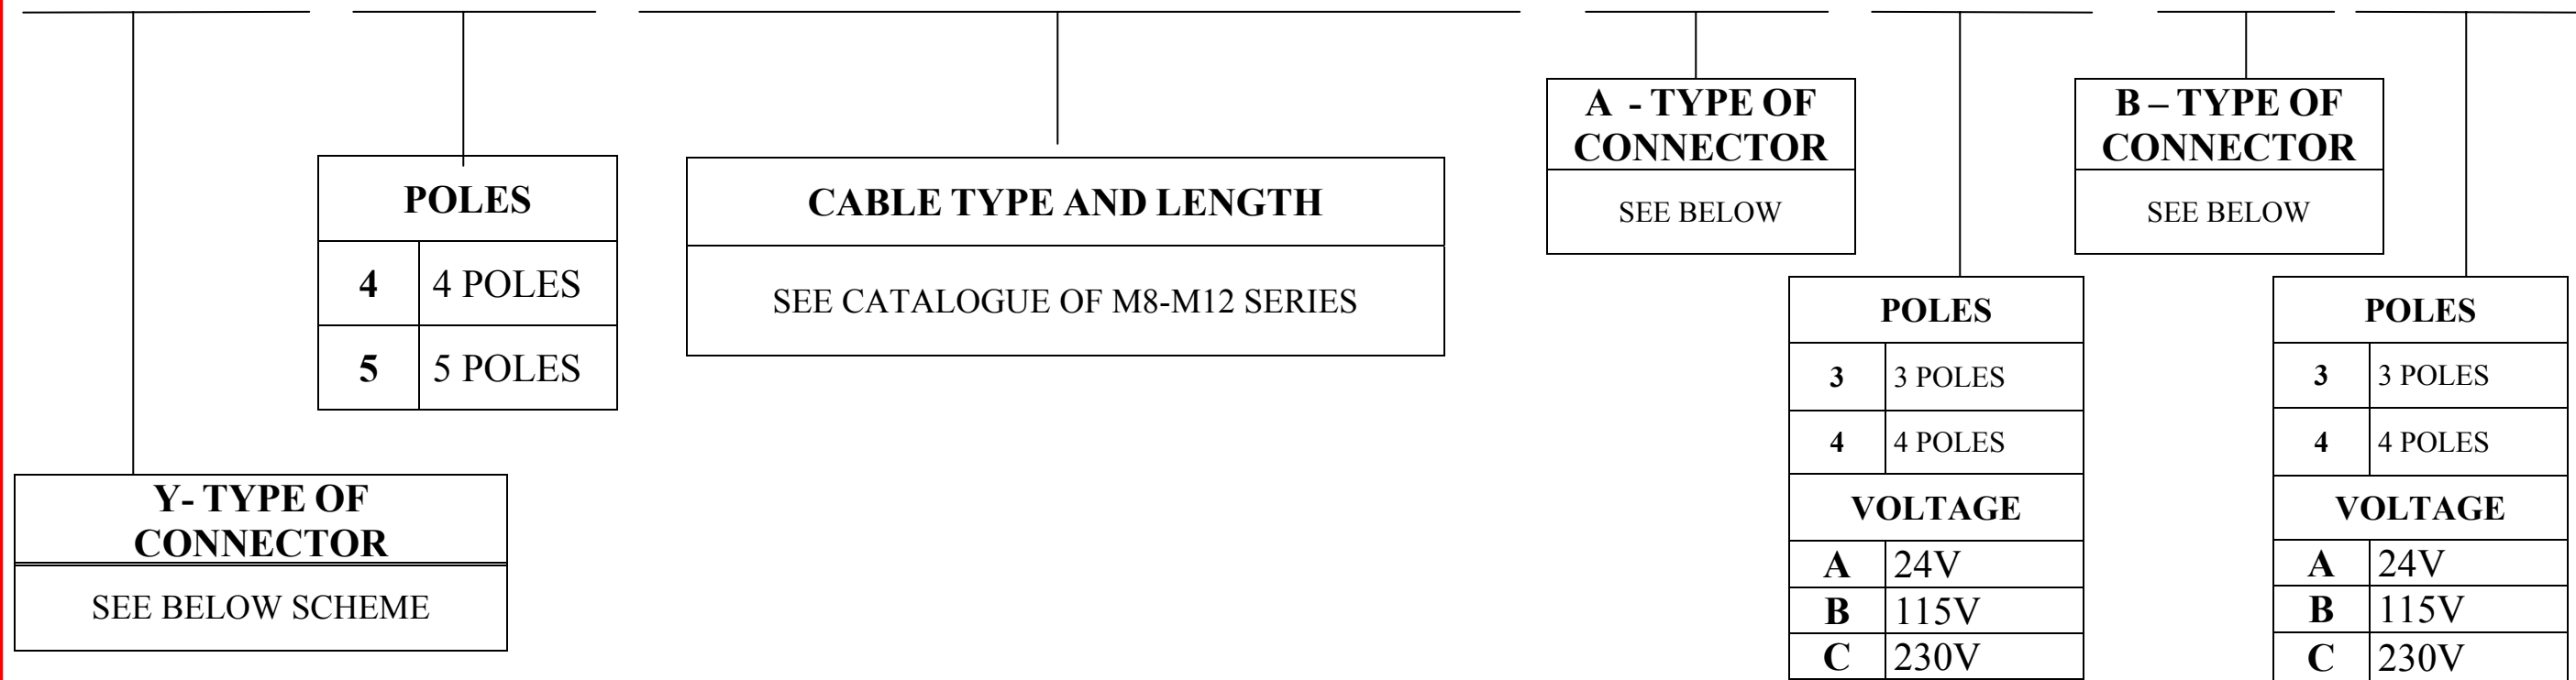 A - TYPE OF
CONNECTOR
SEE BELOW
B – TYPE OF
CONNECTOR
SEE BELOW
POLES
4 4 POLES
5 5 POLES
CABLE TYPE AND LENGTH
SEE CATALOGUE OF M8-M12 SERIES
POLES
3 3 POLES
4 4 POLES
VOLTAGE
A 24V
B 115V
C 230V
POLES
3 3 POLES
4 4 POLES
VOLTAGE
A 24V
B 115V
C 230V
Y- TYPE OF
CONNECTOR
SEE BELOW SCHEME